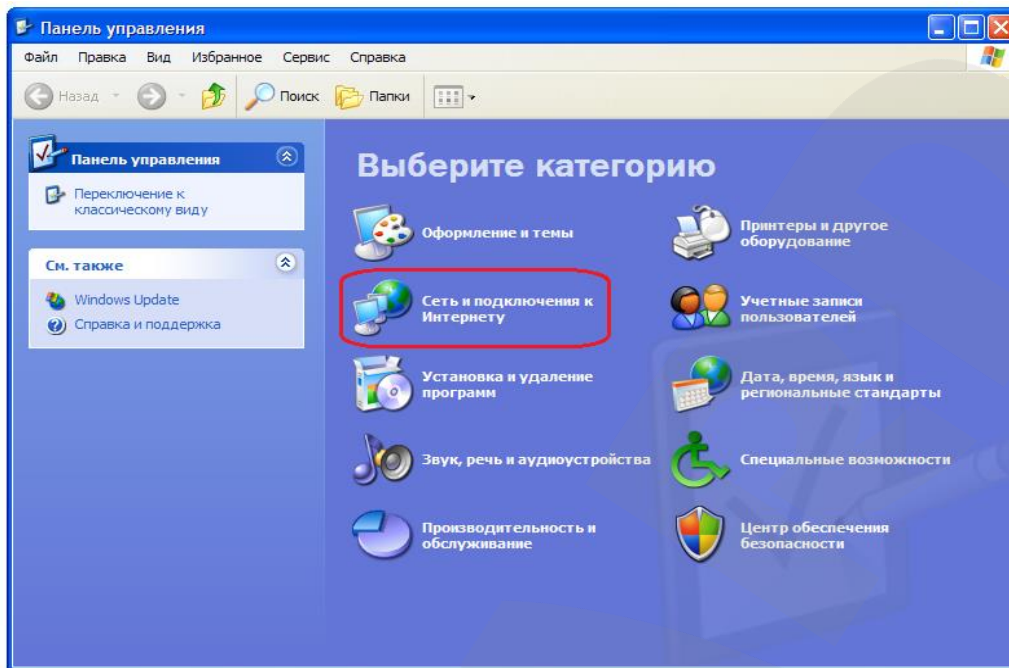 Панель управления
Файл Правка Вид Избранное Сервис Справка
Назад Поиск Папки
Панель управления
Переключение к
классическому виду
См. также
Windows Update
Справка и поддержка
Выберите категорию
Оформление и темы
Принтеры и другое
оборудование
Сеть и подключения к
Интернету
Учетные записи
пользователей
Установка и удаление
программ
Дата, время, язык и
региональные стандарты
Звук, речь и аудиоустройства
Специальные возможности
Производительность и
обслуживание
Центр обеспечения
безопасности